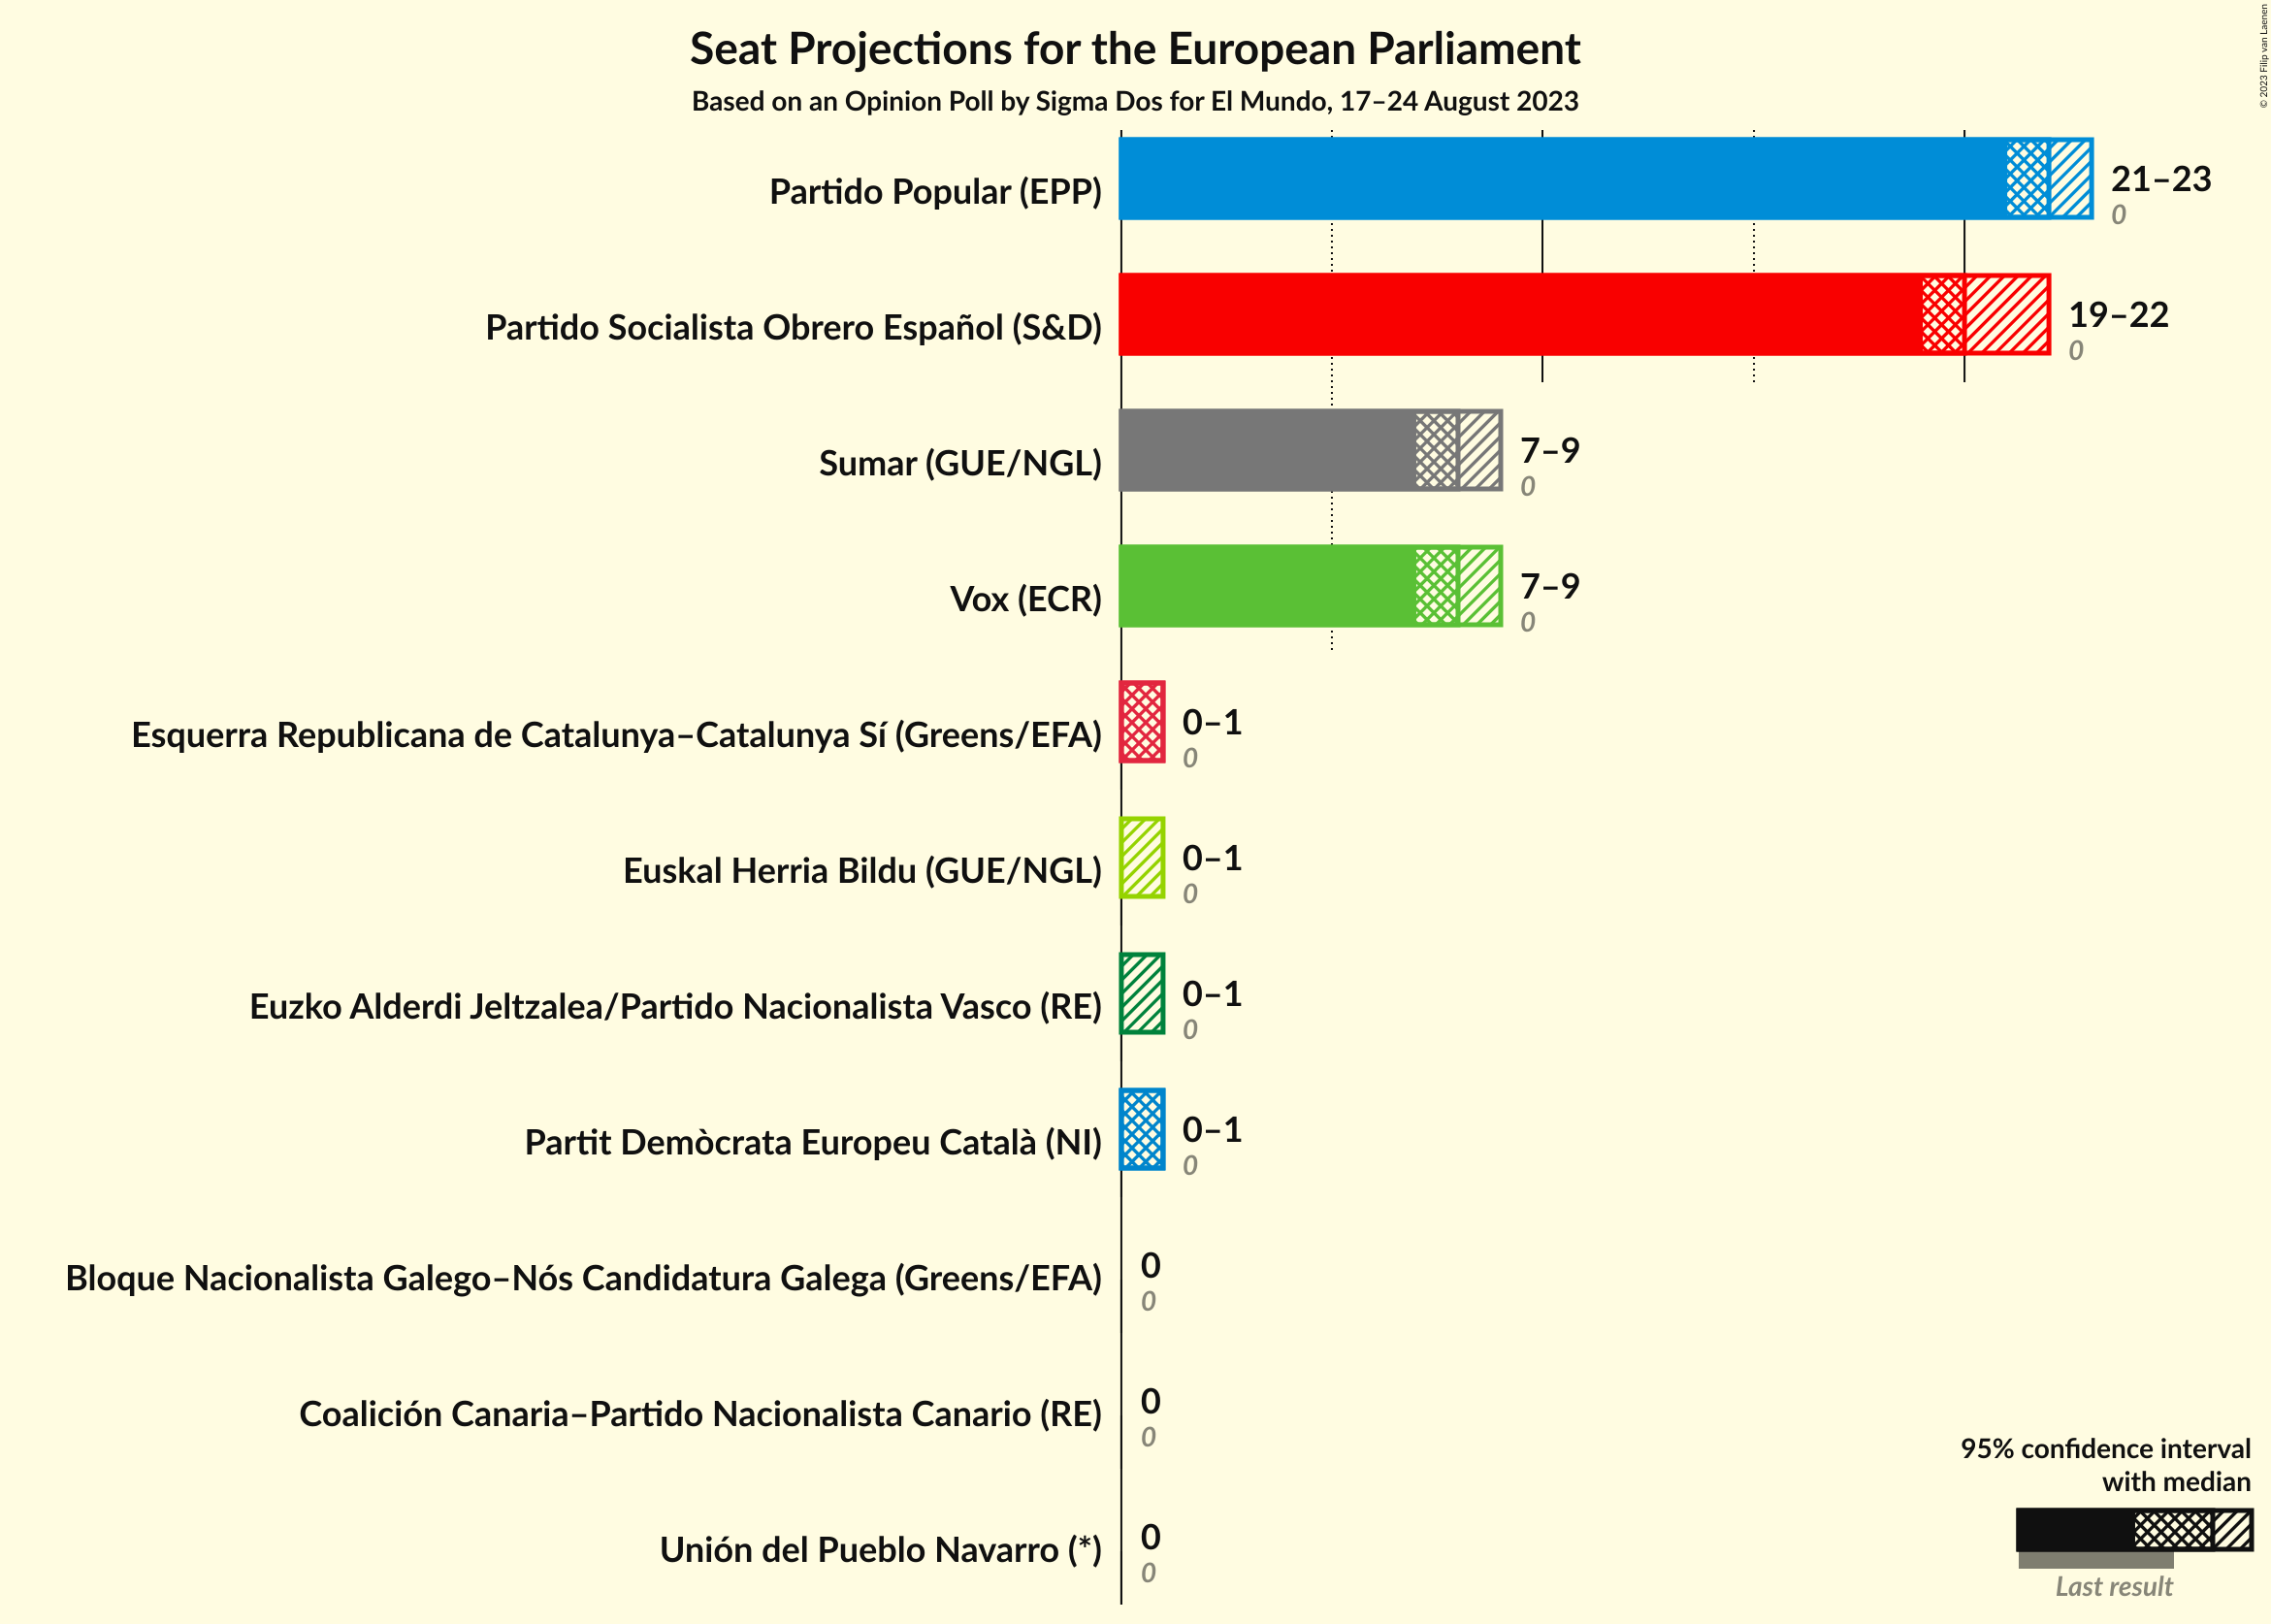 Seat Projections for the European Parliament
Based on an Opinion Poll by Sigma Dos for El Mundo, 17–24 August 2023
© 2023 Filip van Laenen
Partido Popular (EPP)
21–23
0
Partido Socialista Obrero Español (S&D)
19–22
0
Sumar (GUE/NGL)
7–9
0
Vox (ECR)
7–9
0
Esquerra Republicana de Catalunya–Catalunya Sí (Greens/EFA)
0–1
0
Euskal Herria Bildu (GUE/NGL)
0–1
0
Euzko Alderdi Jeltzalea/Partido Nacionalista Vasco (RE)
0–1
0
Partit Demòcrata Europeu Català (NI)
0–1
0
Bloque Nacionalista Galego–Nós Candidatura Galega (Greens/EFA)
0
0
Coalición Canaria–Partido Nacionalista Canario (RE)
0
0
Unión del Pueblo Navarro (*)
0
0
95% confidence interval
with median
Last result